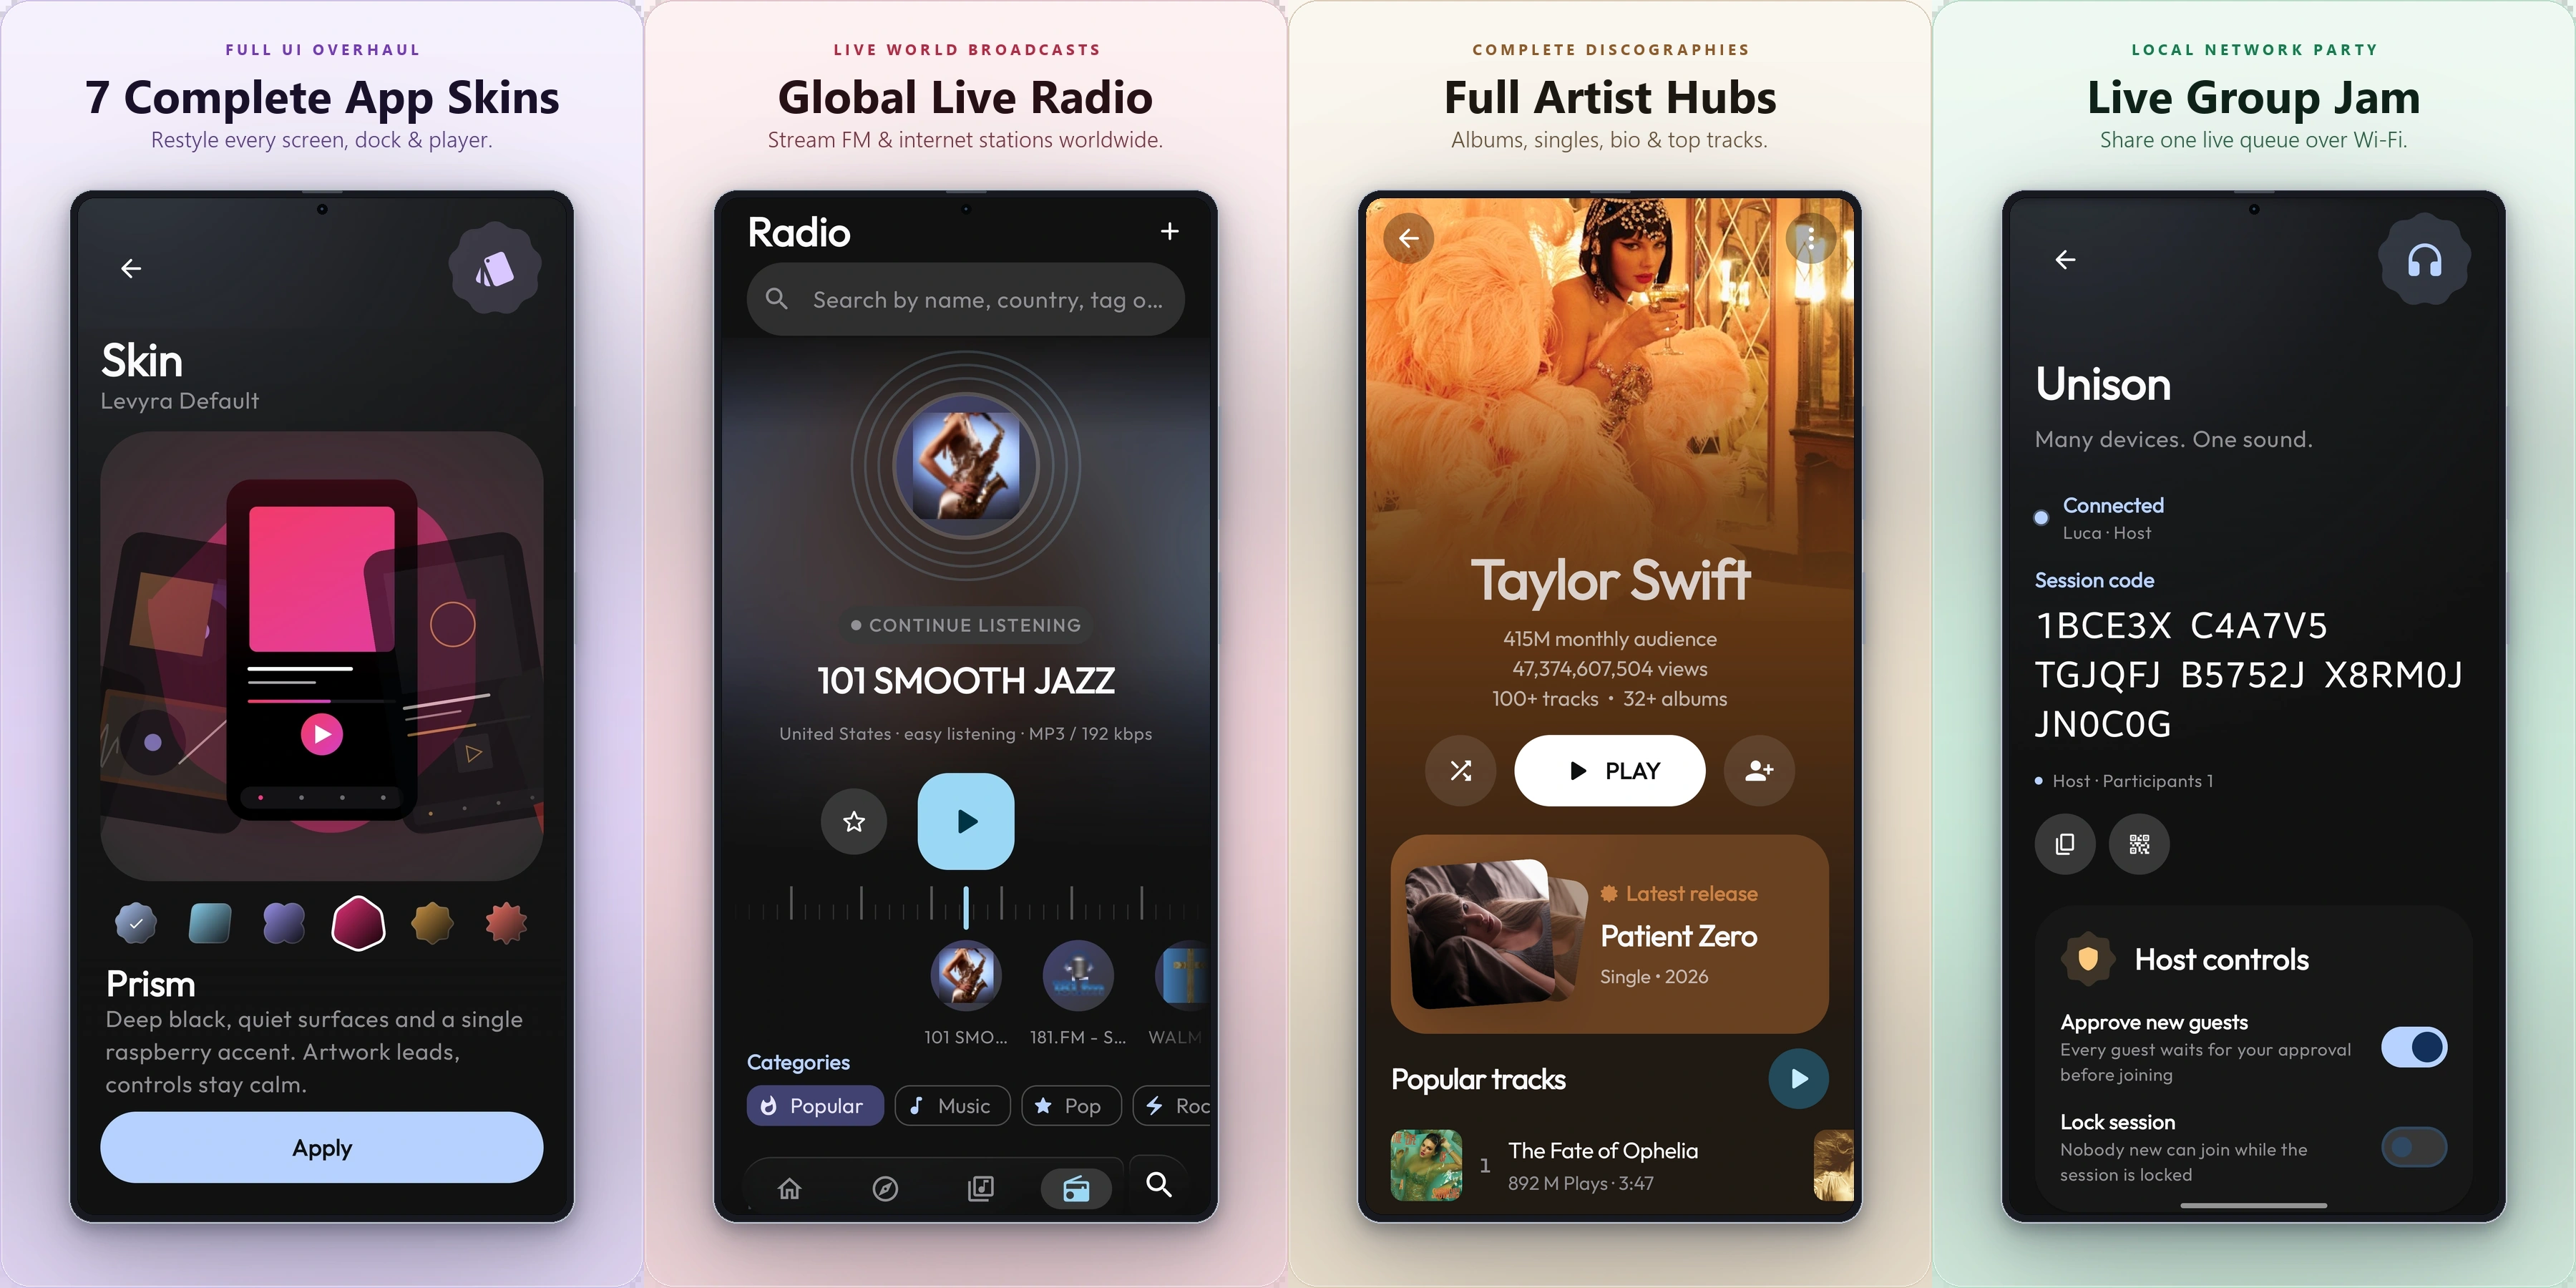 FULL UI OVERHAUL
7 Complete App Skins
Restyle every screen, dock & player.
Skin
Levyra Default
Prism
Deep black, quiet surfaces and a single
raspberry accent. Artwork leads,
controls stay calm.
Apply
LIVE WORLD BROADCASTS
Global Live Radio
Stream FM & internet stations worldwide.
Radio
Search by name, country, tag o...
CONTINUE LISTENING
101 SMOOTH JAZZ
United States · easy listening · MP3 / 192 kbps
101 SMO...
181.FM - S...
WALM
Categories
Popular
Music
Pop
Roc
COMPLETE DISCOGRAPHIES
Full Artist Hubs
Albums, singles, bio & top tracks.
Taylor Swift
415M monthly audience
47,374,607,504 views
100+ tracks • 32+ albums
PLAY
Latest release
Patient Zero
Single • 2026
Popular tracks
1
The Fate of Ophelia
892 M Plays · 3:47
LOCAL NETWORK PARTY
Live Group Jam
Share one live queue over Wi-Fi.
Unison
Many devices. One sound.
Connected
Luca · Host
Session code
1BCE3X C4A7V5
TGJQFJ B5752J X8RM0J
JN0C0G
Host · Participants 1
Host controls
Approve new guests
Every guest waits for your approval
before joining
Lock session
Nobody new can join while the
session is locked